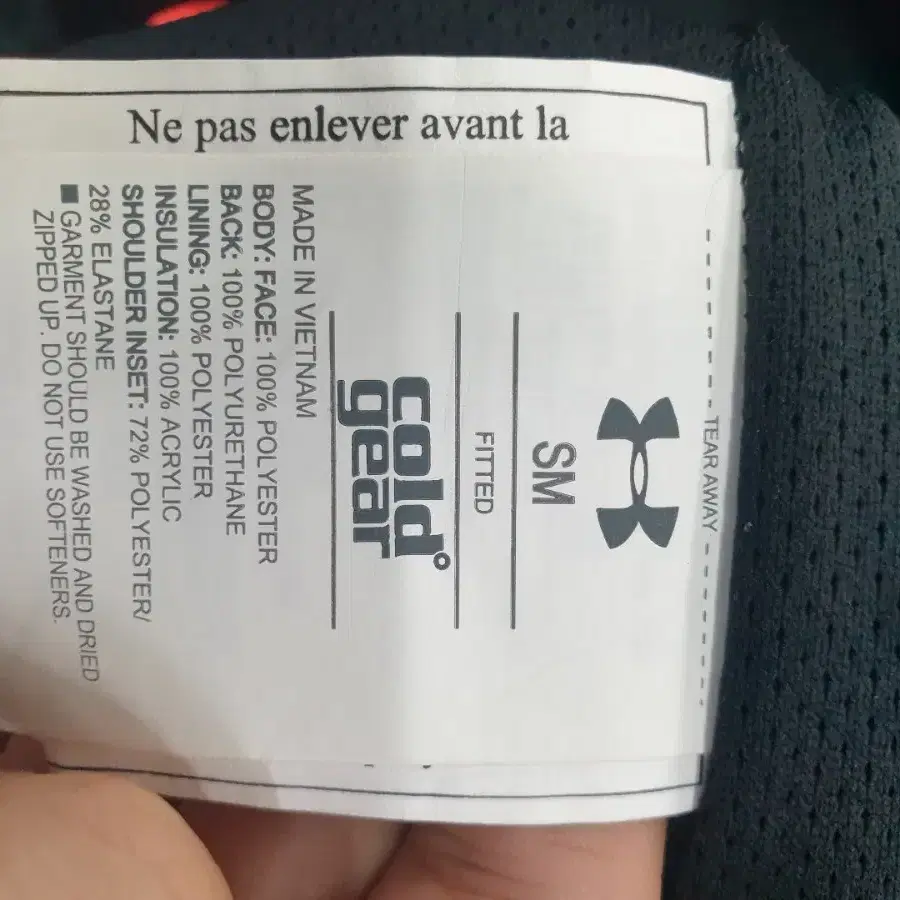 Ne pas enlever avant la
TEAR AWAY
SM
FITTED
cold
gear
MADE IN VIETNAM
BODY: FACE: 100% POLYESTER
BACK: 100% POLYURETHANE
LINING: 100% POLYESTER
INSULATION: 100% ACRYLIC
SHOULDER INSET: 72% POLYESTER/
28% ELASTANE
■ GARMENT SHOULD BE WASHED AND DRIED
ZIPPED UP. DO NOT USE SOFTENERS.